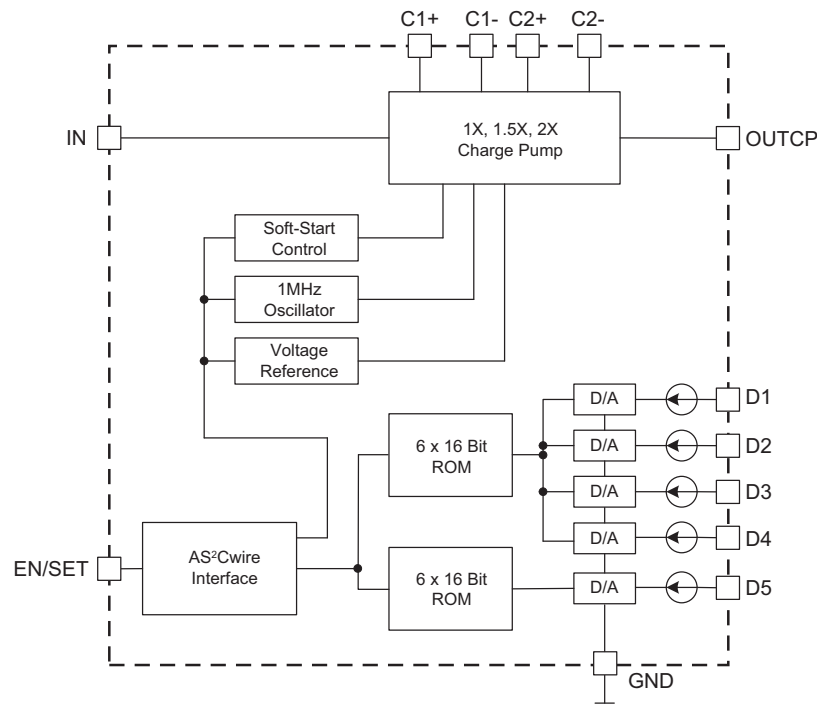 C1+ C1- C2+ C2-
IN
1X, 1.5X, 2X
Charge Pump
OUTCP
Soft-Start
Control
1MHz
Oscillator
Voltage
Reference
D/A
D1
6 x 16 Bit
ROM
D/A
D2
D/A
D3
D/A
D4
EN/SET
AS²Cwire
Interface
6 x 16 Bit
ROM
D/A
D5
GND